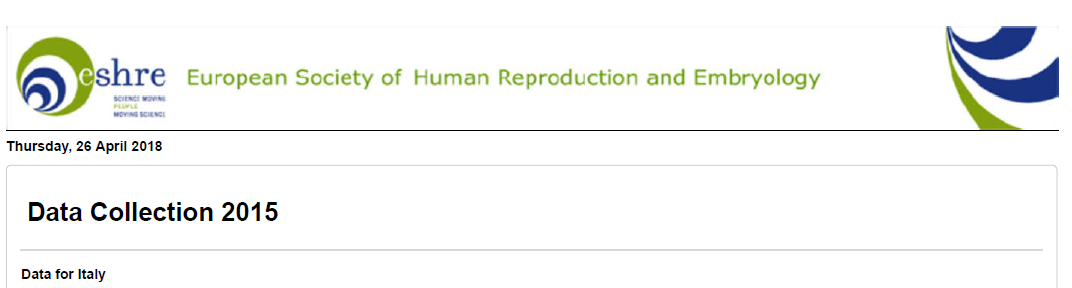 eshre
SCIENCE MOVING
PEOPLE
MOVING SCIENCE
European Society of Human Reproduction and Embryology
Thursday, 26 April 2018
Data Collection 2015
Data for Italy